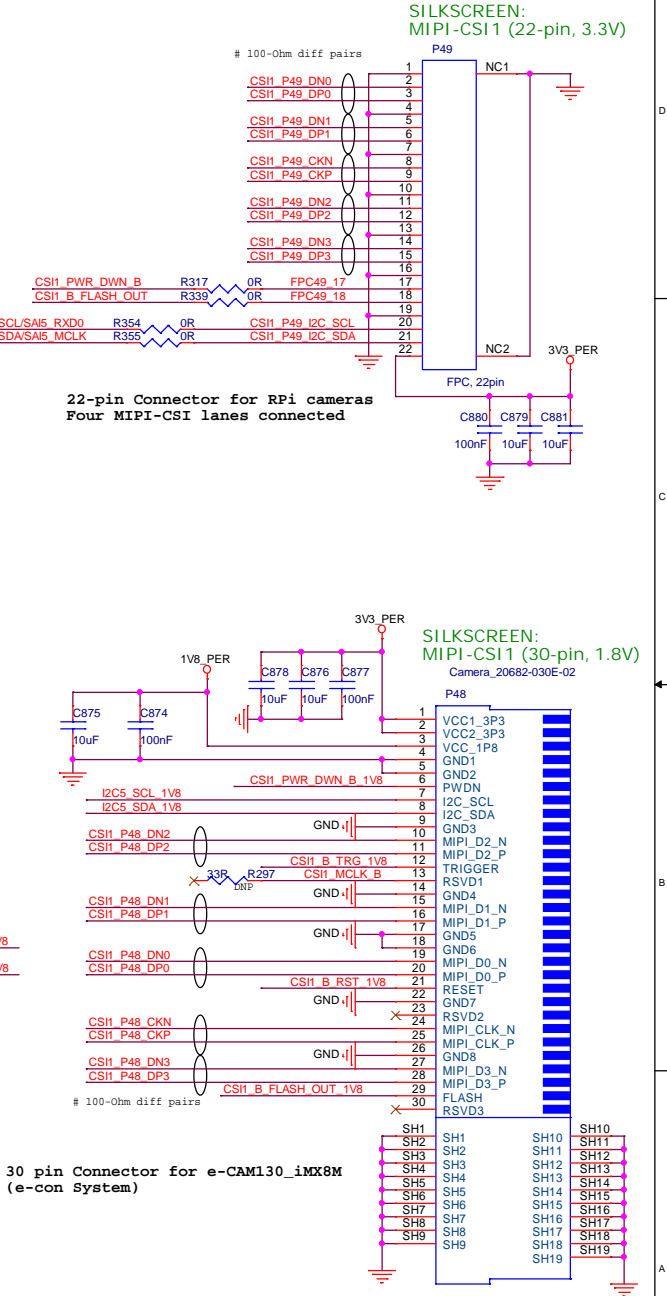 SILKSCREEN:
MIPI-CSI1 (22-pin, 3.3V)
P49
# 100-Ohm diff pairs
1 NC1
CSI1_P49_DN0 2
CSI1_P49_DP0 3
4
CSI1_P49_DN1 5
CSI1_P49_DP1 6
7
CSI1_P49_CKN 8
CSI1_P49_CKP 9
10
CSI1_P49_DN2 11
CSI1_P49_DP2 12
13
CSI1_P49_DN3 14
CSI1_P49_DP3 15
16
CSI1_PWR_DWN_B R317 0R FPC49_17 17
CSI1_B_FLASH_OUT R339 0R FPC49_18 18
19
SCL/SAI5_RXD0 R354 0R CSI1_P49_I2C_SCL 20
SDA/SAI5_MCLK R355 0R CSI1_P49_I2C_SDA 21
22 NC2 3V3_PER
FPC, 22pin
22-pin Connector for RPi cameras
Four MIPI-CSI lanes connected
C880 C879 C881
100nF 10uF 10uF
D
C
B
A
3V3_PER
SILKSCREEN:
MIPI-CSI1 (30-pin, 1.8V)
Camera_20682-030E-02
P48
1V8_PER
C878 C876 C877
10uF 10uF 100nF
C875 C874
10uF 100nF
1 VCC1_3P3
2 VCC2_3P3
3 VCC_1P8
4 GND1
5 GND2
CSI1_PWR_DWN_B_1V8 6 PWDN
I2C5_SCL_1V8 7 I2C_SCL
I2C5_SDA_1V8 8 I2C_SDA
GND 9 GND3
CSI1_P48_DN2 10 MIPI_D2_N
CSI1_P48_DP2 11 MIPI_D2_P
CSI1_B_TRG_1V8 12 TRIGGER
33R R297 DNP CSI1_MCLK_B 13 RSVD1
GND 14 GND4
CSI1_P48_DN1 15 MIPI_D1_N
CSI1_P48_DP1 16 MIPI_D1_P
GND 17 GND5
V8 18 GND6
CSI1_P48_DN0 19 MIPI_D0_N
V8 CSI1_P48_DP0 20 MIPI_D0_P
CSI1_B_RST_1V8 21 RESET
GND 22 GND7
23 RSVD2
CSI1_P48_CKN 24 MIPI_CLK_N
CSI1_P48_CKP 25 MIPI_CLK_P
GND 26 GND8
CSI1_P48_DN3 27 MIPI_D3_N
CSI1_P48_DP3 28 MIPI_D3_P
CSI1_B_FLASH_OUT_1V8 29 FLASH
# 100-Ohm diff pairs 30 RSVD3
SH1 SH1 SH10 SH10
SH2 SH2 SH11 SH11
SH3 SH3 SH12 SH12
SH4 SH4 SH13 SH13
SH5 SH5 SH14 SH14
SH6 SH6 SH15 SH15
SH7 SH7 SH16 SH16
SH8 SH8 SH17 SH17
SH9 SH9 SH18 SH18
SH19 SH19
30 pin Connector for e-CAM130_iMX8M
(e-con System)